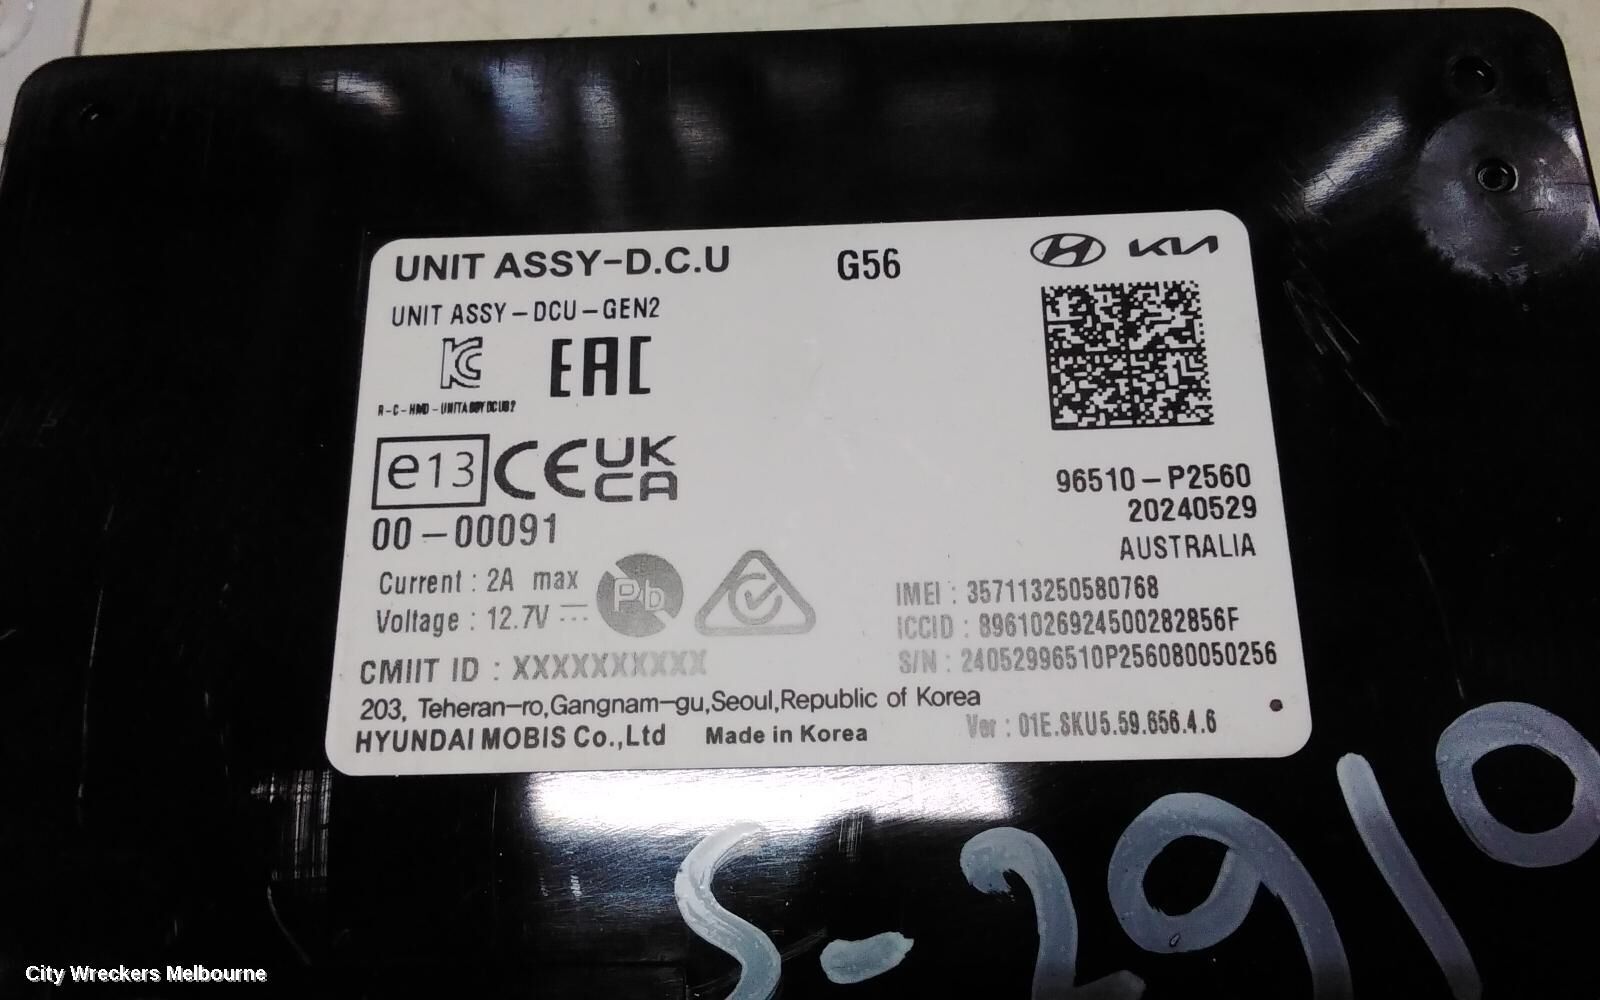 UNIT ASSY-D.C.U
G56
KIA
UNIT ASSY-DCU-GEN2
EAC
e13 CE UK CA
00-00091
96510-P2560
20240529
AUSTRALIA
Current : 2A max
Voltage : 12.7V
Pb
IMEI : 357113250580768
ICCID : 8961026924500282856F
S/N : 24052996510P256080050256
CMIIT ID : XXXXXXXXXX
203, Teheran-ro,Gangnam-gu,Seoul,Republic of Korea
HYUNDAI MOBIS Co.,Ltd Made in Korea
Ver : 01E.SKU5.59.656.4.6
S-2910
City Wreckers Melbourne